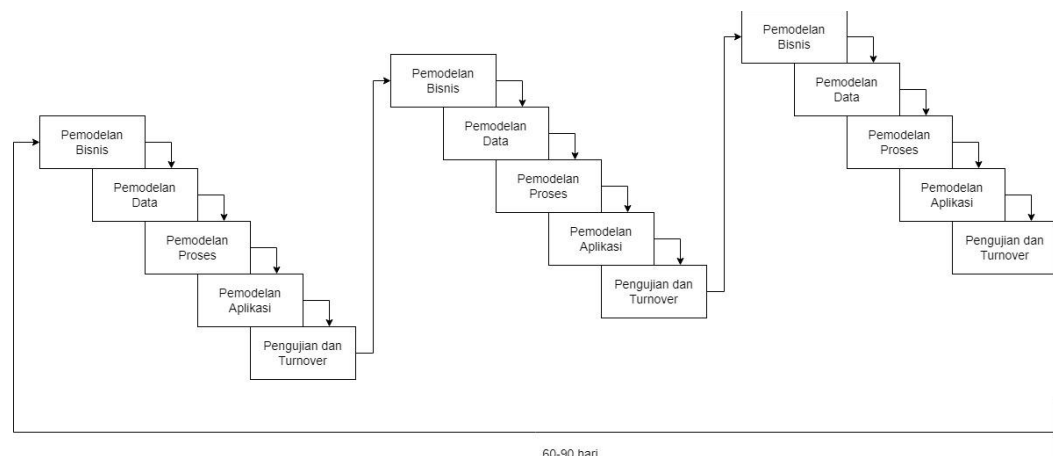 Pemodelan
Bisnis
Pemodelan
Data
Pemodelan
Proses
Pemodelan
Aplikasi
Pengujian dan
Turnover
Pemodelan
Bisnis
Pemodelan
Data
Pemodelan
Proses
Pemodelan
Aplikasi
Pengujian dan
Turnover
Pemodelan
Bisnis
Pemodelan
Data
Pemodelan
Proses
Pemodelan
Aplikasi
Pengujian dan
Turnover
60-90 hari